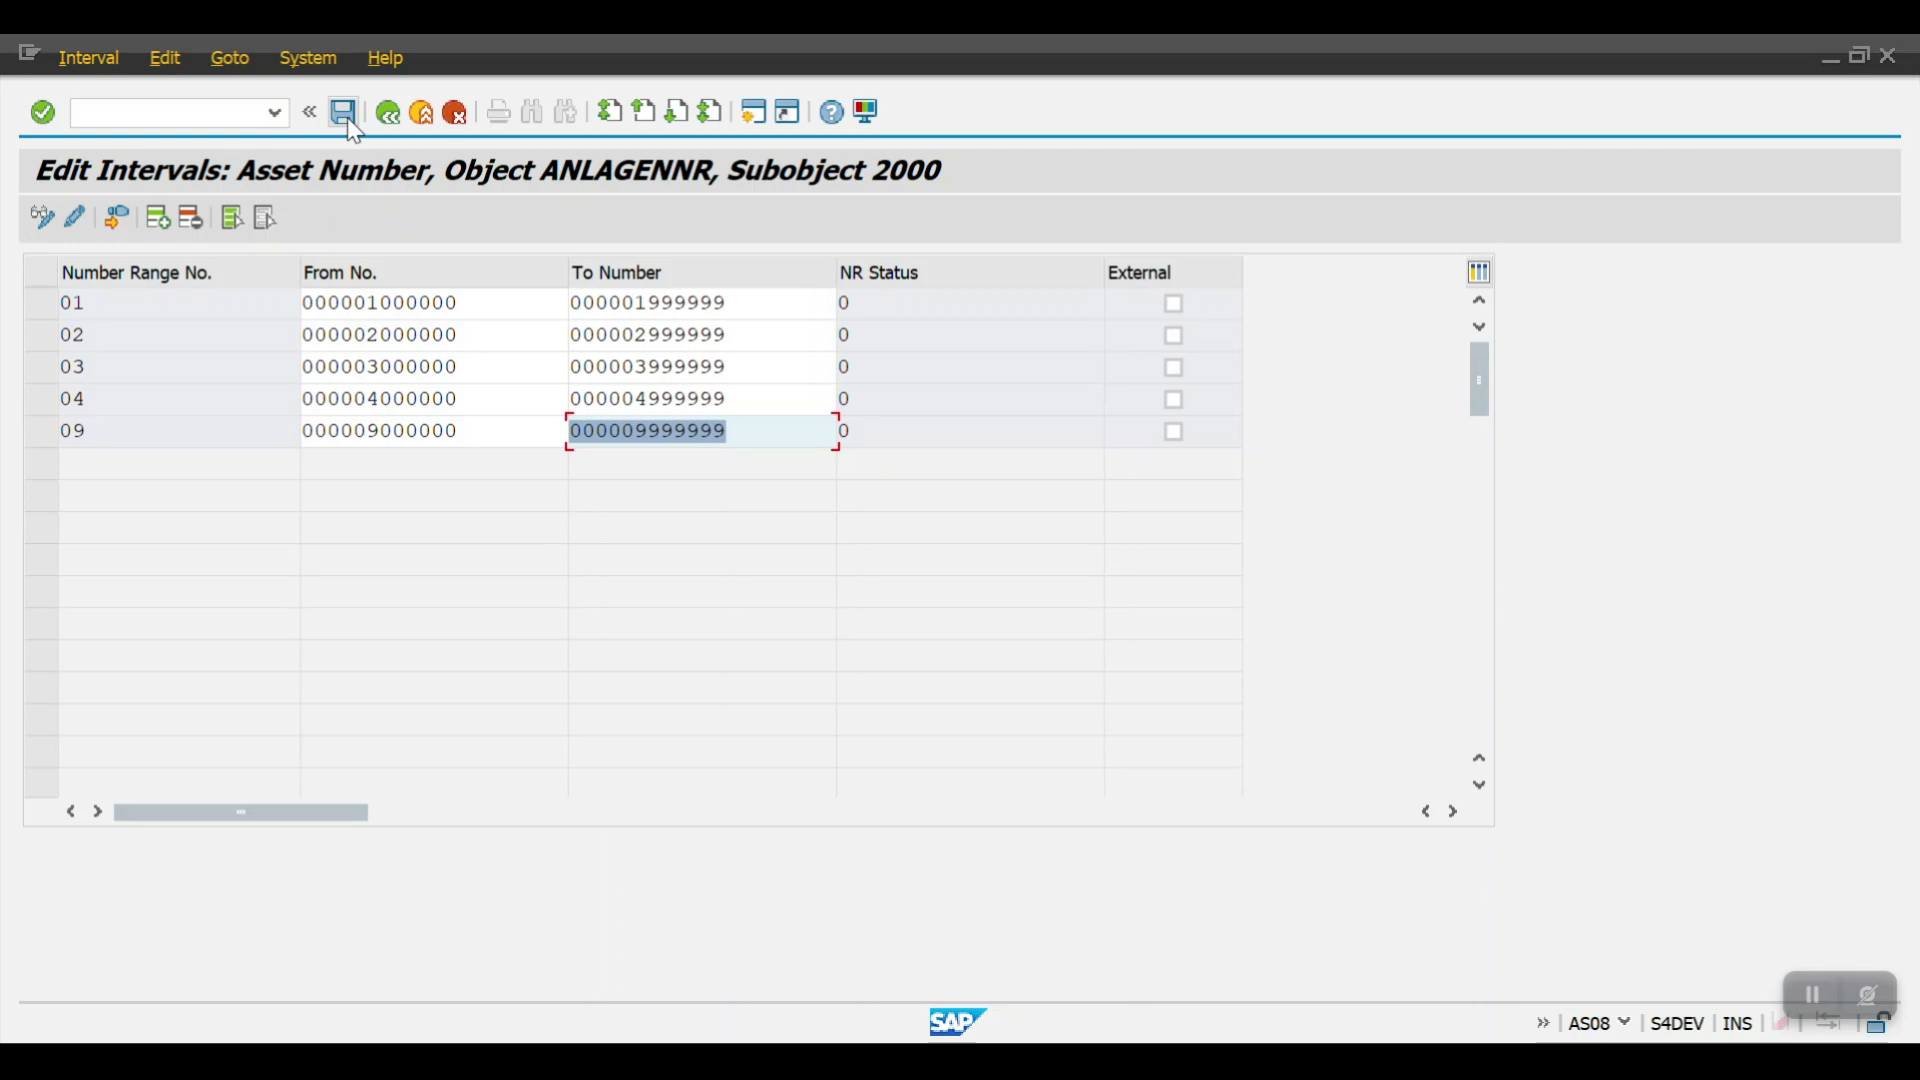 Interval Edit Goto System Help
Edit Intervals: Asset Number, Object ANLAGENNR, Subobject 2000
Number Range No. From No. To Number NR Status External
01 000001000000 000001999999 0
02 000002000000 000002999999 0
03 000003000000 000003999999 0
04 000004000000 000004999999 0
09 000009000000 000009999999 0
SAP
AS08 S4DEV INS